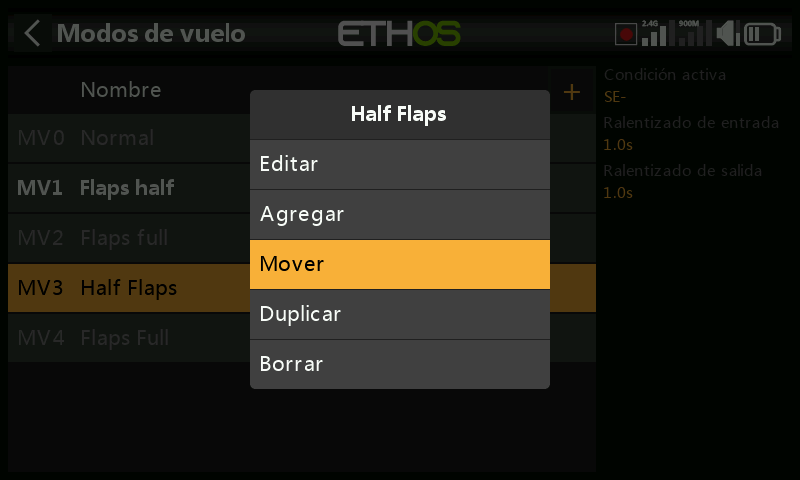 Modos de vuelo
ETHOS
2.4G
900M
Nombre
+
Condición activa
SE-
Ralentizado de entrada
1.0s
Ralentizado de salida
1.0s
MV0 Normal
MV1 Flaps half
MV2 Flaps full
MV3 Half Flaps
MV4 Flaps Full
Half Flaps
Editar
Agregar
Mover
Duplicar
Borrar